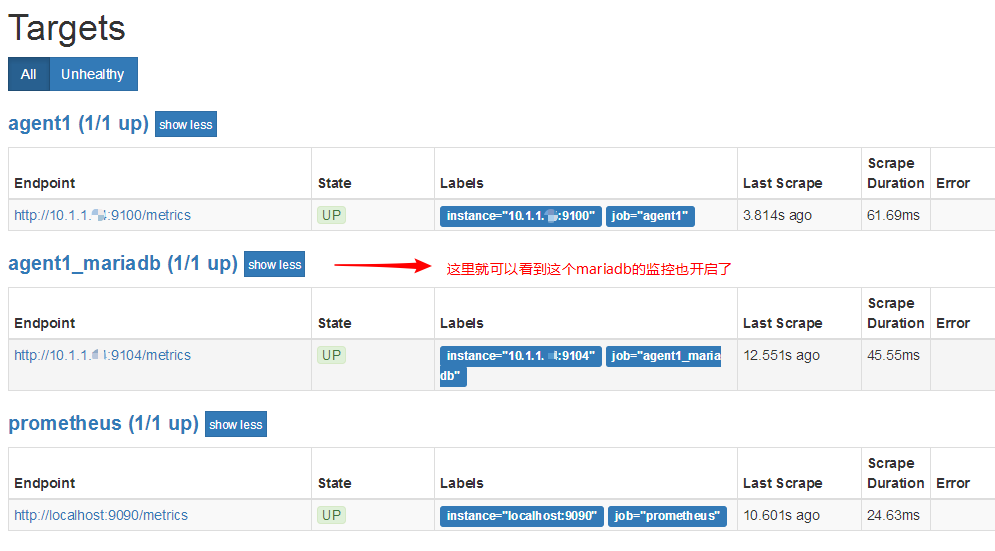 Targets
All Unhealthy
agent1 (1/1 up) show less
Endpoint State Labels Last Scrape Scrape Duration Error
http://10.1.1. :9100/metrics UP instance="10.1.1. :9100" job="agent1" 3.814s ago 61.69ms
agent1_mariadb (1/1 up) show less 这里就可以看到这个mariadb的监控也开启了
Endpoint State Labels Last Scrape Scrape Duration Error
http://10.1.1. :9104/metrics UP instance="10.1.1. :9104" job="agent1_mariadb" 12.551s ago 45.55ms
prometheus (1/1 up) show less
Endpoint State Labels Last Scrape Scrape Duration Error
http://localhost:9090/metrics UP instance="localhost:9090" job="prometheus" 10.601s ago 24.63ms